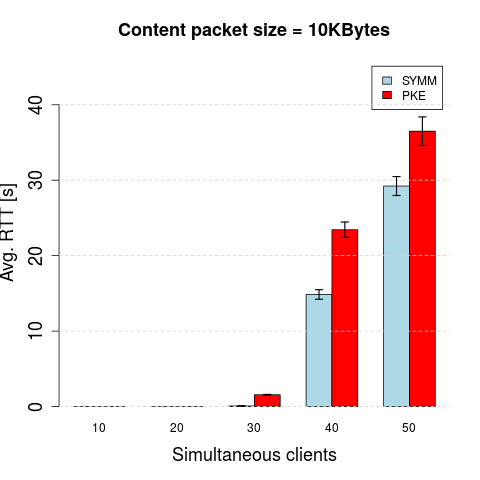 Content packet size = 10KBytes
SYMM
PKE
Avg. RTT [s]
40
30
20
10
0
10 20 30 40 50
Simultaneous clients